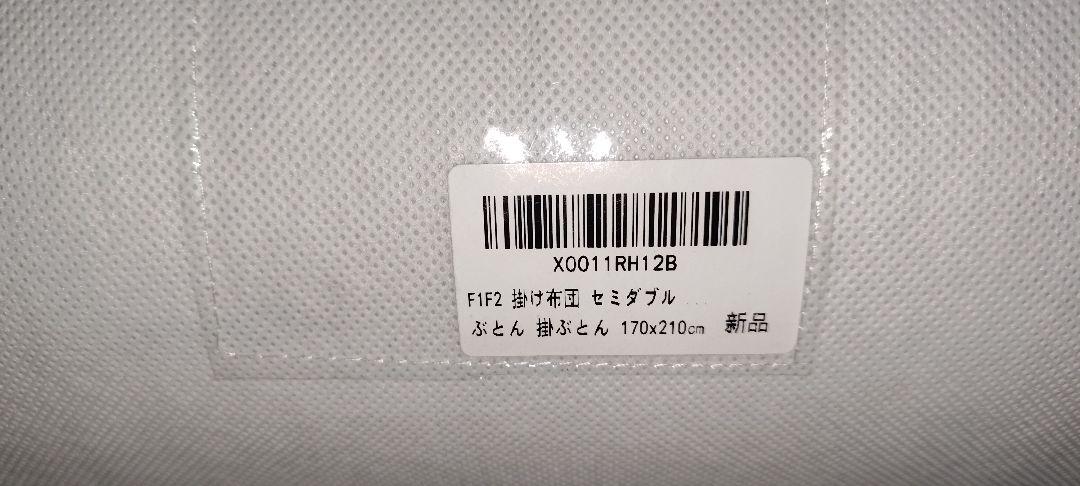 X0011RH12B
F1F2 掛け布団 セミダブル ...
ぶとん 掛ぶとん 170x210cm 新品